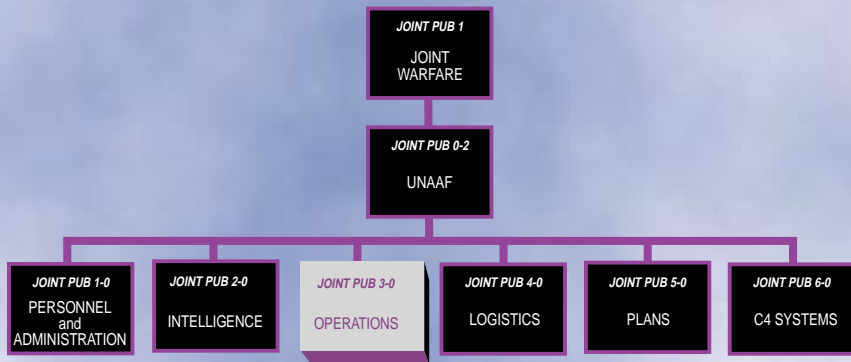 JOINT PUB 1
JOINT
WARFARE
JOINT PUB 0-2
UNAAF
JOINT PUB 1-0
PERSONNEL
and
ADMINISTRATION
JOINT PUB 2-0
INTELLIGENCE
JOINT PUB 3-0
OPERATIONS
JOINT PUB 4-0
LOGISTICS
JOINT PUB 5-0
PLANS
JOINT PUB 6-0
C4 SYSTEMS